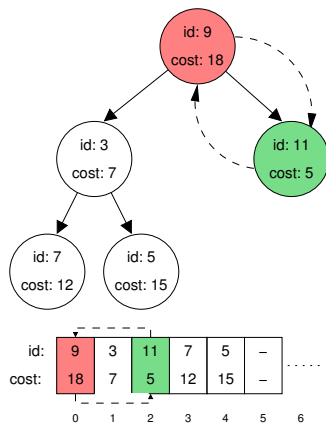 id: 9
cost: 18
id: 3
cost: 7
id: 11
cost: 5
id: 7
cost: 12
id: 5
cost: 15
id: 9 3 11 7 5 –
cost: 18 7 5 12 15 – ......
0 1 2 3 4 5 6